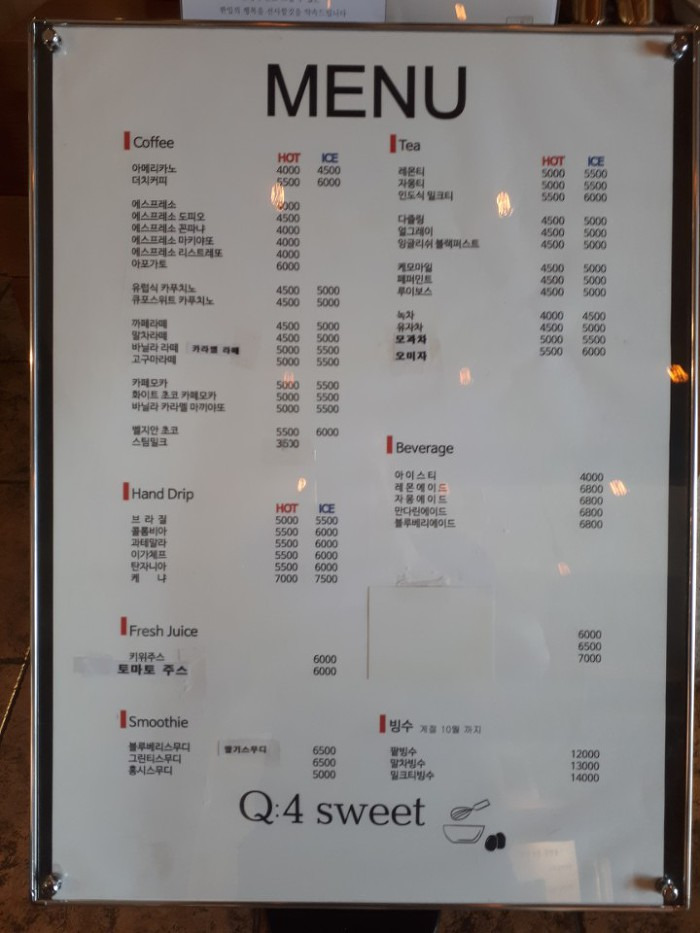 MENU
Coffee
HOT ICE
아메리카노 4000 4500
더치커피 5500 6000
에스프레소
에스프레소 도피오 4500
에스프레소 꼰파냐 4000
에스프레소 마키야또 4000
에스프레소 리스트레또 4000
아포가토 6000
유럽식 카푸치노 4500 5000
큐포스위트 카푸치노 4500 5000
까페라떼 4500 5000
말차라떼 4500 5000
바닐라 라떼 카라멜 라떼 5000 5500
고구마라떼 5000 5500
카페모카 5000 5500
화이트 초코 카페모카 5000 5500
바닐라 카라멜 마끼야또 5000 5500
벨지안 초코 5500 6000
스팀밀크
Hand Drip
HOT ICE
브라질 5000 5500
콜롬비아 5500 6000
과테말라 5500 6000
이가체프 5500 6000
탄자니아 5500 6000
케냐 7000 7500
Fresh Juice
키위주스 6000
토마토 주스 6000
Smoothie
블루베리스무디 딸기스무디 6500
그린티스무디 6500
홍시스무디 5000
Tea
HOT ICE
레몬티 5000 5500
자몽티 5000 5500
인도식 밀크티 5500 6000
다즐링 4500 5000
얼그레이 4500 5000
잉글리쉬 블랙퍼스트 4500 5000
케모마일 4500 5000
페퍼민트 4500 5000
루이보스 4500 5000
녹차 4000 4500
유자차 4500 5000
모과차 5000 5500
오미자 5500 6000
Beverage
아이스티 4000
레몬에이드 6800
자몽에이드 6800
만다린에이드 6800
블루베리에이드 6800
6000
6500
7000
빙수 계절 10월 까지
팥빙수 12000
말차빙수 13000
밀크티빙수 14000
Q:4 sweet